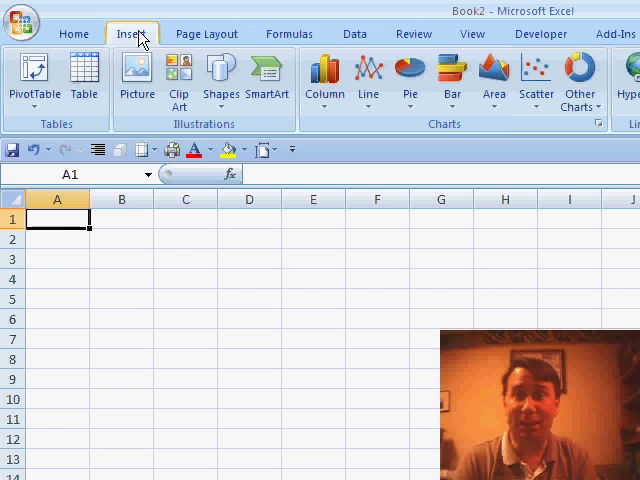 Book2 - Microsoft Excel
Home Insert Page Layout Formulas Data Review View Developer Add-Ins
PivotTable Table Picture Clip Art Shapes SmartArt Column Line Pie Bar Area Scatter Other Charts
Tables Illustrations Charts
A1 fx
A B C D E F G H I J
1
2
3
4
5
6
7
8
9
10
11
12
13
14